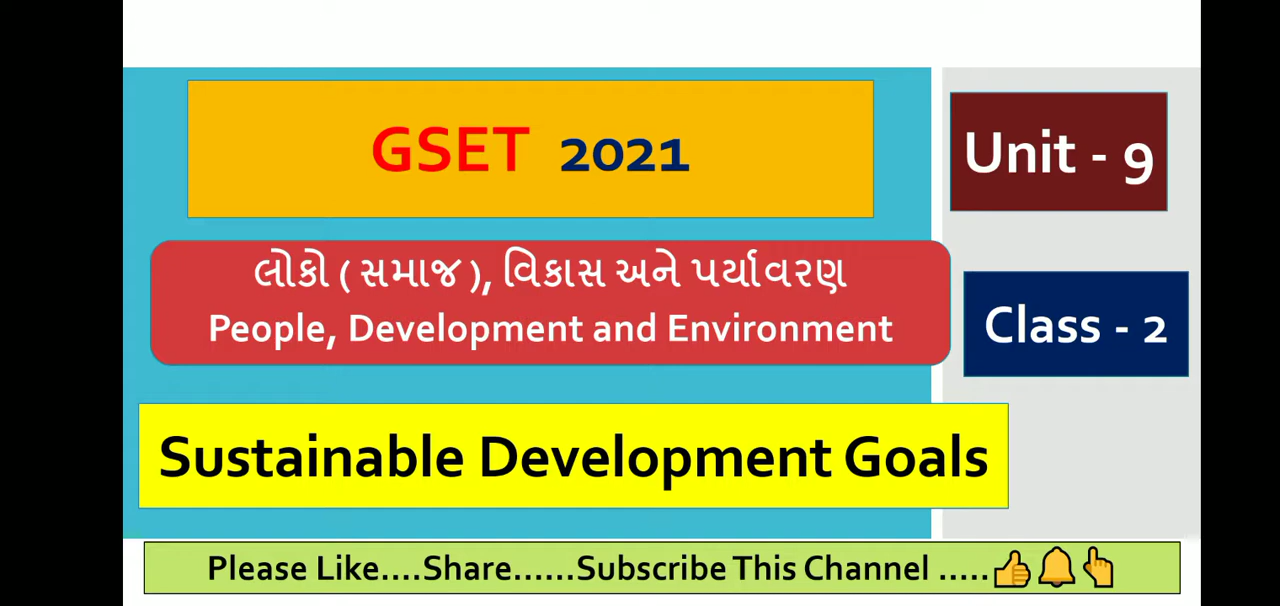 GSET 2021
Unit - 9
લોકો ( સમાજ ), વિકાસ અને પર્યાવરણ
People, Development and Environment
Class - 2
Sustainable Development Goals
Please Like....Share......Subscribe This Channel .....👍🔔👆